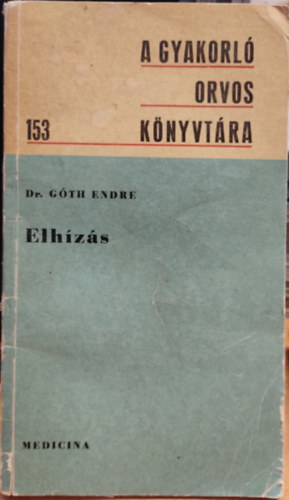 A GYAKORLÓ
ORVOS
153 KÖNYVTÁRA
Dr. GÓTH ENDRE
Elhízás
MEDICINA